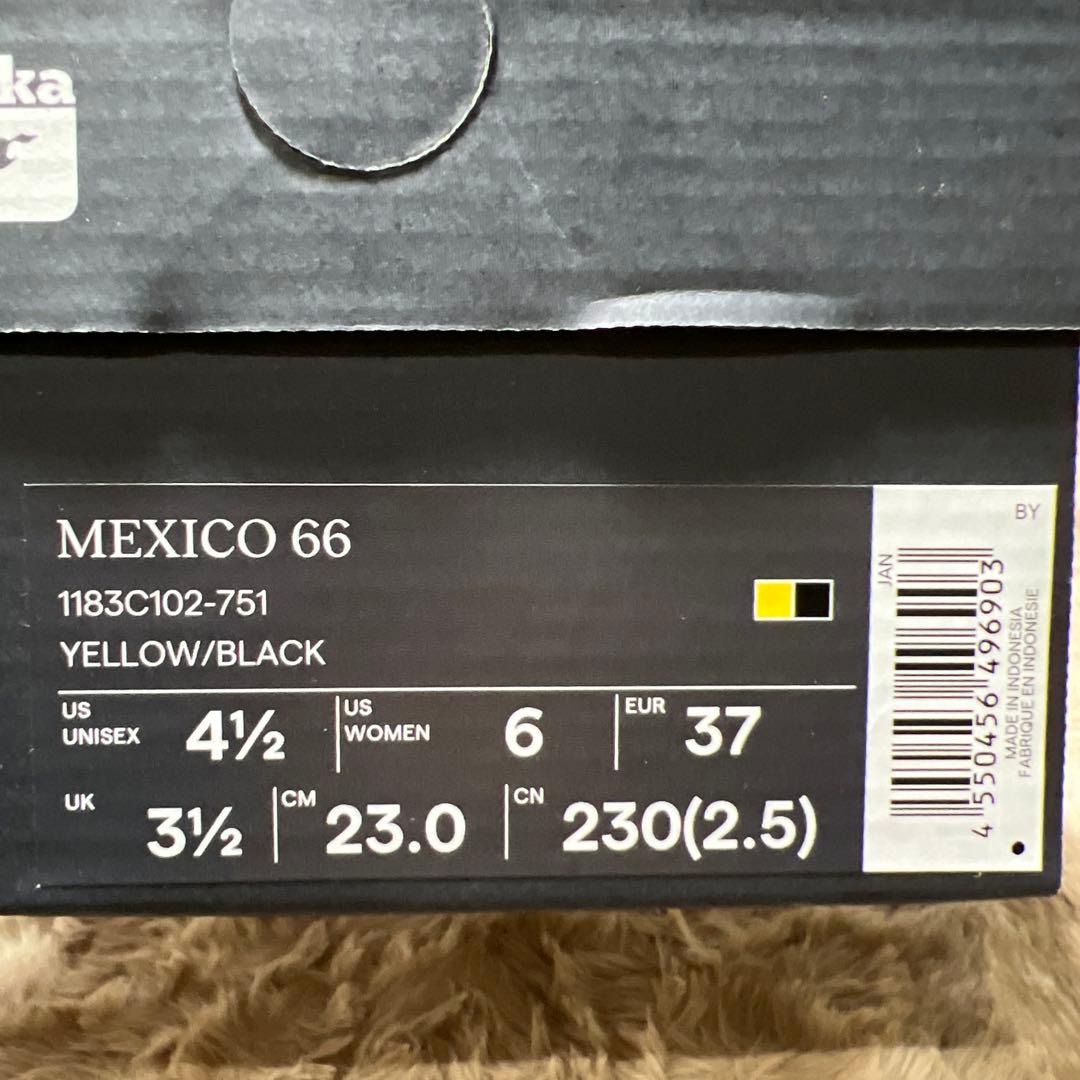 ka
MEXICO 66
1183C102-751
YELLOW/BLACK
US UNISEX 4½
US WOMEN 6
EUR 37
UK 3½
CM 23.0
CN 230(2.5)
BY
JAN
4 550456 496903
MADE IN INDONESIA
FABRIQUE EN INDONESIE